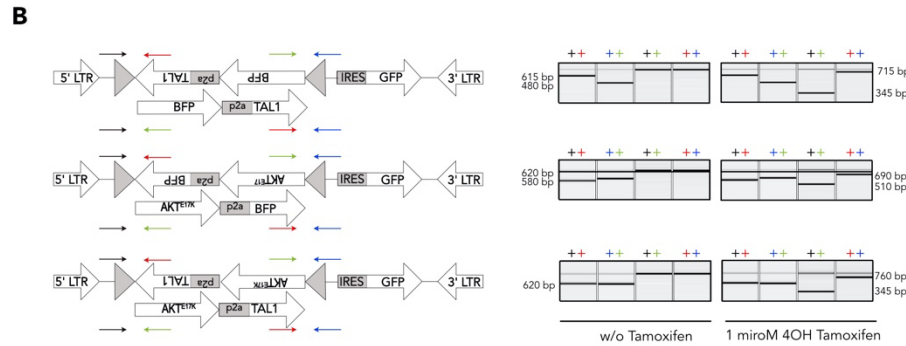 B
5' LTR TAL1 p2a BFP IRES GFP 3' LTR
BFP p2a TAL1
5' LTR BFP p2a AKTE17K IRES GFP 3' LTR
AKTE17K p2a BFP
5' LTR TAL1 p2a AKTE17K IRES GFP 3' LTR
AKTE17K p2a TAL1
++ ++ ++ ++ ++ ++ ++ ++
615 bp 715 bp
480 bp 345 bp
++ ++ ++ ++ ++ ++ ++ ++
620 bp 690 bp
580 bp 510 bp
++ ++ ++ ++ ++ ++ ++ ++
620 bp 760 bp
345 bp
w/o Tamoxifen 1 miroM 4OH Tamoxifen